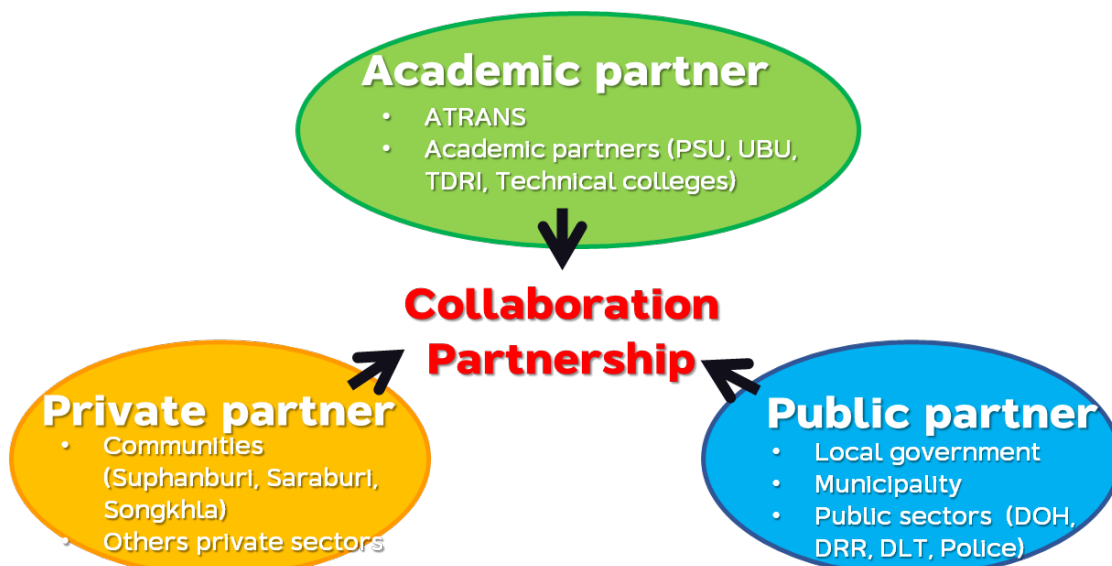 Academic partner
• ATRANS
• Academic partners (PSU, UBU,
TDRI, Technical colleges)
Collaboration
Partnership
Private partner
• Communities
(Suphanburi, Saraburi,
Songkhla)
• Others private sectors
Public partner
• Local government
• Municipality
• Public sectors (DOH,
DRR, DLT, Police)